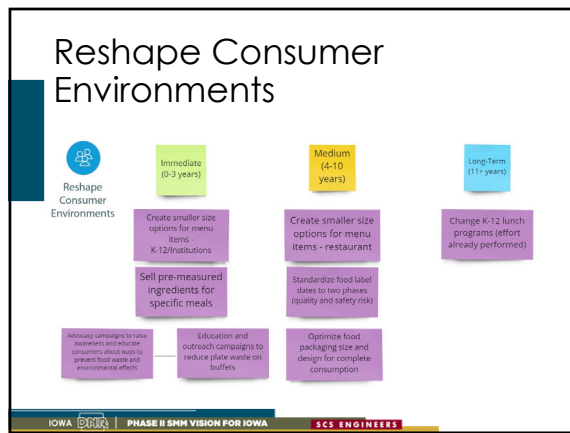 Reshape Consumer
Environments
Reshape
Consumer
Environments
Immediate
(0-3 years)
Medium
(4-10
years)
Long-Term
(11+ years)
Create smaller size
options for menu
items -
K-12/Institutions
Create smaller size
options for menu
items - restaurant
Change K-12 lunch
programs (effort
already performed)
Sell pre-measured
ingredients for
specific meals
Standardize food label
dates to two phases
(quality and safety risk)
Advocacy campaigns to raise
awareness and educate
consumers about ways to
prevent food waste and
environmental effects
Education and
outreach campaigns to
reduce plate waste on
buffets
Optimize food
packaging size and
design for complete
consumption
IOWA DNR | PHASE II SMM VISION FOR IOWA SCS ENGINEERS